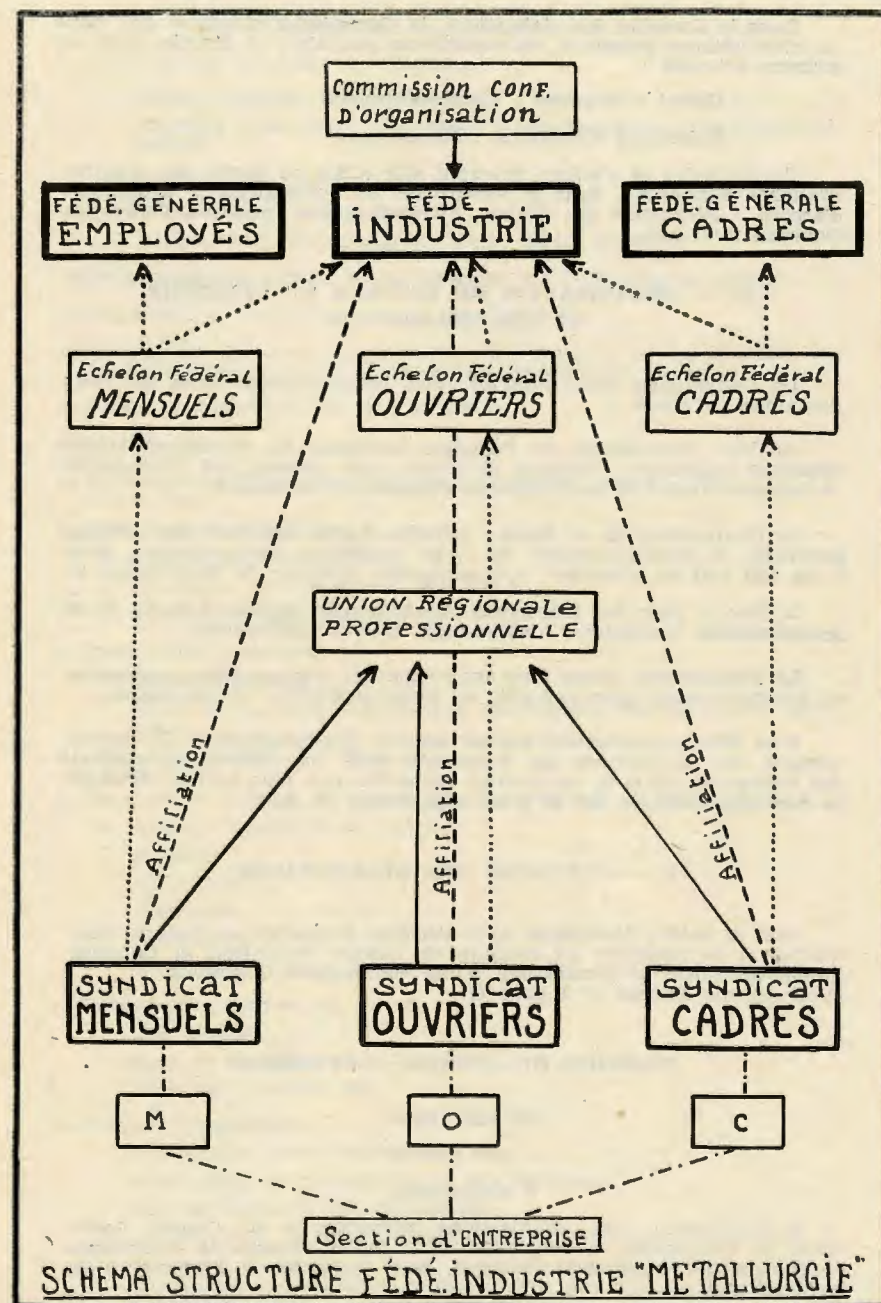 Commission CONF.
D'organisation
FÉDÉ. GÉNÉRALE
EMPLOYÉS
FÉDÉ.
INDUSTRIE
FÉDÉ. GÉNÉRALE
CADRES
Echelon Fédéral
MENSUELS
Echelon Fédéral
OUVRIERS
Echelon Fédéral
CADRES
UNION Régionale
PROFESSIONNELLE
Affiliation
Affiliation
Affiliation
SYNDICAT
MENSUELS
SYNDICAT
OUVRIERS
SYNDICAT
CADRES
M
O
C
Section d'ENTREPRISE
SCHEMA STRUCTURE FÉDÉ.INDUSTRIE "METALLURGIE"